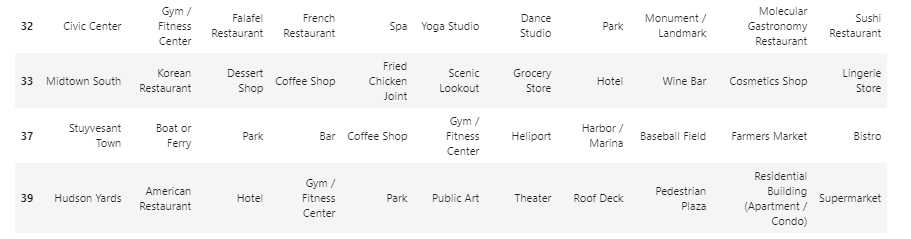 32 Civic Center Gym / Fitness Center Falafel Restaurant French Restaurant Spa Yoga Studio Dance Studio Park Monument / Landmark Molecular Gastronomy Restaurant Sushi Restaurant
33 Midtown South Korean Restaurant Dessert Shop Coffee Shop Fried Chicken Joint Scenic Lookout Grocery Store Hotel Wine Bar Cosmetics Shop Lingerie Store
37 Stuyvesant Town Boat or Ferry Park Bar Coffee Shop Gym / Fitness Center Heliport Harbor / Marina Baseball Field Farmers Market Bistro
39 Hudson Yards American Restaurant Hotel Gym / Fitness Center Park Public Art Theater Roof Deck Pedestrian Plaza Residential Building (Apartment / Condo) Supermarket